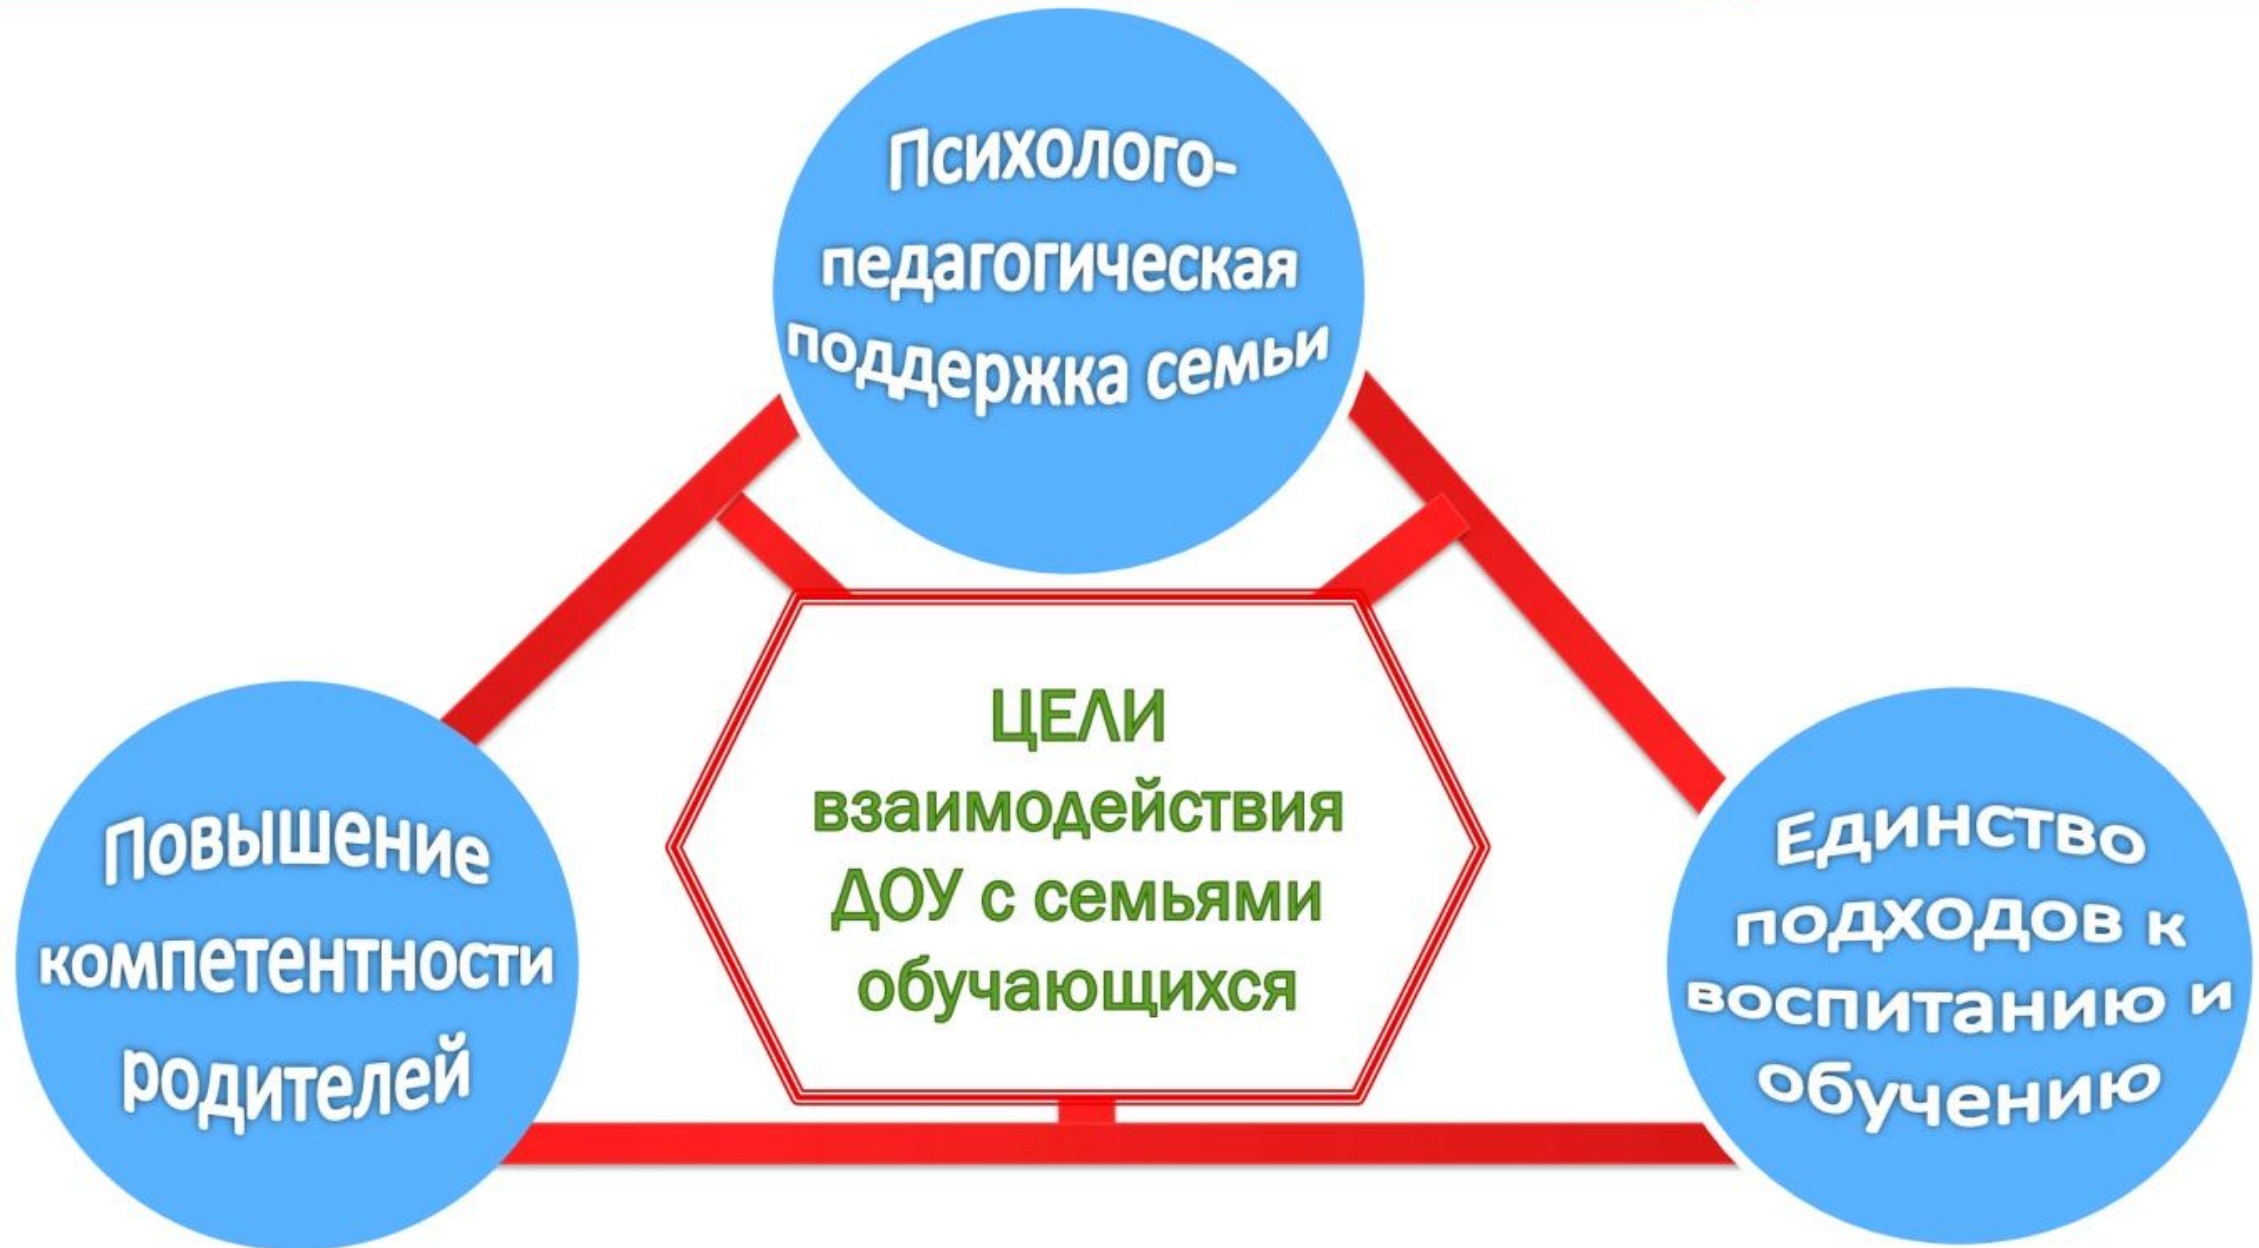 Психолого-
педагогическая
поддержка семьи
ЦЕЛИ
взаимодействия
ДОУ с семьями
обучающихся
Повышение
компетентности
родителей
Единство
подходов к
воспитанию и
обучению